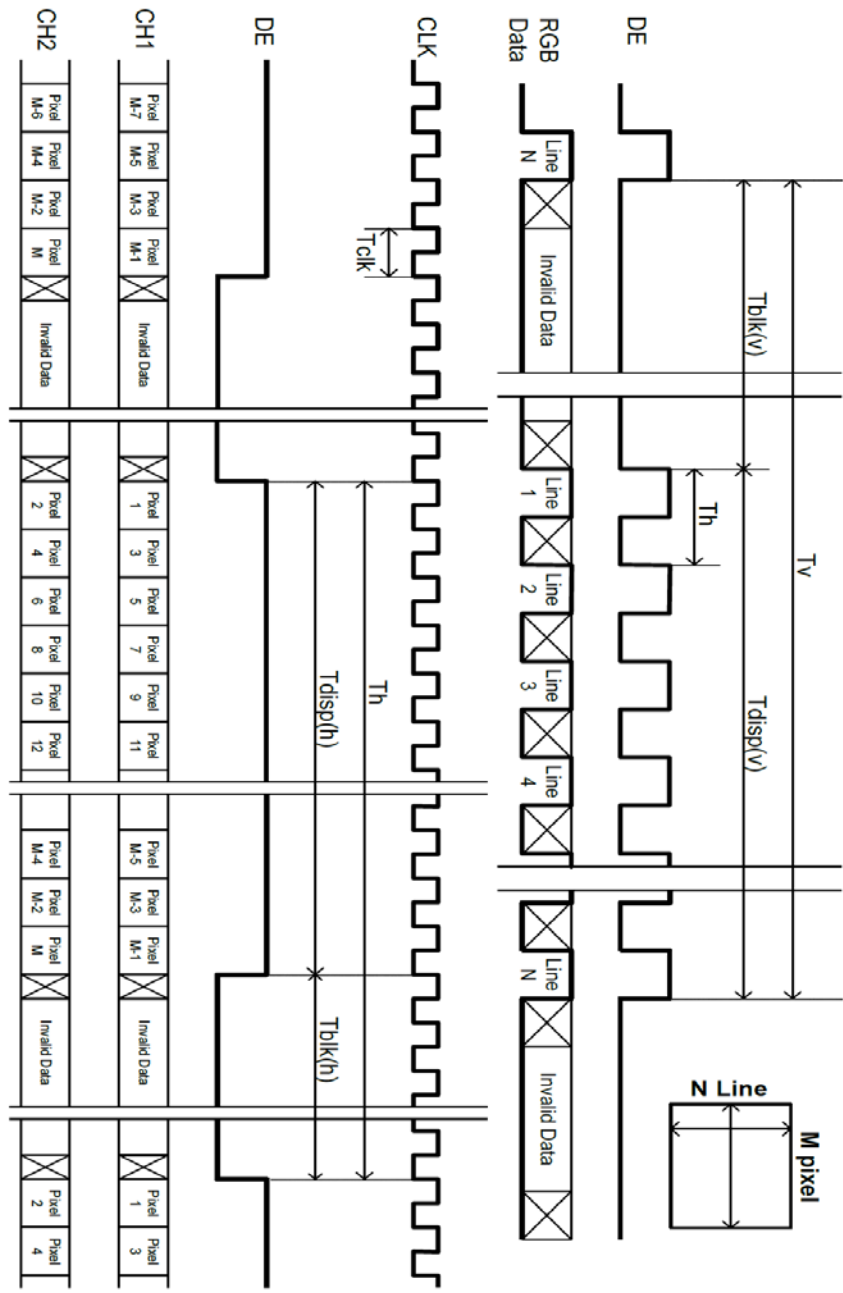 Tv
Tblk(v)
Tdisp(v)
Th
M pixel
N Line
DE
RGB
Data
Line
N
Invalid Data
Line
1
Line
2
Line
3
Line
4
Line
N
Invalid Data
CLK
Tclk
Th
Tdisp(h)
Tblk(h)
DE
CH1
Pixel
M-7
Pixel
M-5
Pixel
M-3
Pixel
M-1
Invalid Data
Pixel
1
Pixel
3
Pixel
5
Pixel
7
Pixel
9
Pixel
11
Pixel
M-5
Pixel
M-3
Pixel
M-1
Invalid Data
Pixel
1
Pixel
3
CH2
Pixel
M-6
Pixel
M-4
Pixel
M-2
Pixel
M
Invalid Data
Pixel
2
Pixel
4
Pixel
6
Pixel
8
Pixel
10
Pixel
12
Pixel
M-4
Pixel
M-2
Pixel
M
Invalid Data
Pixel
2
Pixel
4